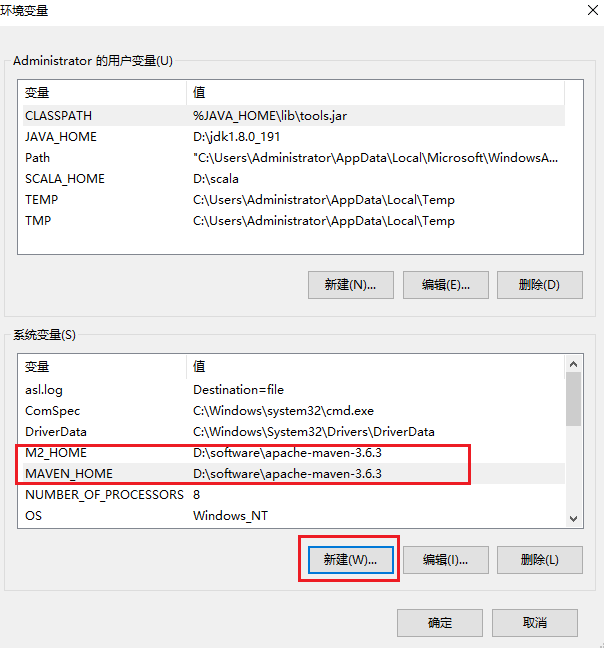 环境变量
Administrator 的用户变量(U)
变量 值
CLASSPATH %JAVA_HOME\lib\tools.jar
JAVA_HOME D:\jdk1.8.0_191
Path "C:\Users\Administrator\AppData\Local\Microsoft\WindowsA...
SCALA_HOME D:\scala
TEMP C:\Users\Administrator\AppData\Local\Temp
TMP C:\Users\Administrator\AppData\Local\Temp
新建(N)... 编辑(E)... 删除(D)
系统变量(S)
变量 值
asl.log Destination=file
ComSpec C:\Windows\system32\cmd.exe
DriverData C:\Windows\System32\Drivers\DriverData
M2_HOME D:\software\apache-maven-3.6.3
MAVEN_HOME D:\software\apache-maven-3.6.3
NUMBER_OF_PROCESSORS 8
OS Windows_NT
新建(W)... 编辑(I)... 删除(L)
确定 取消